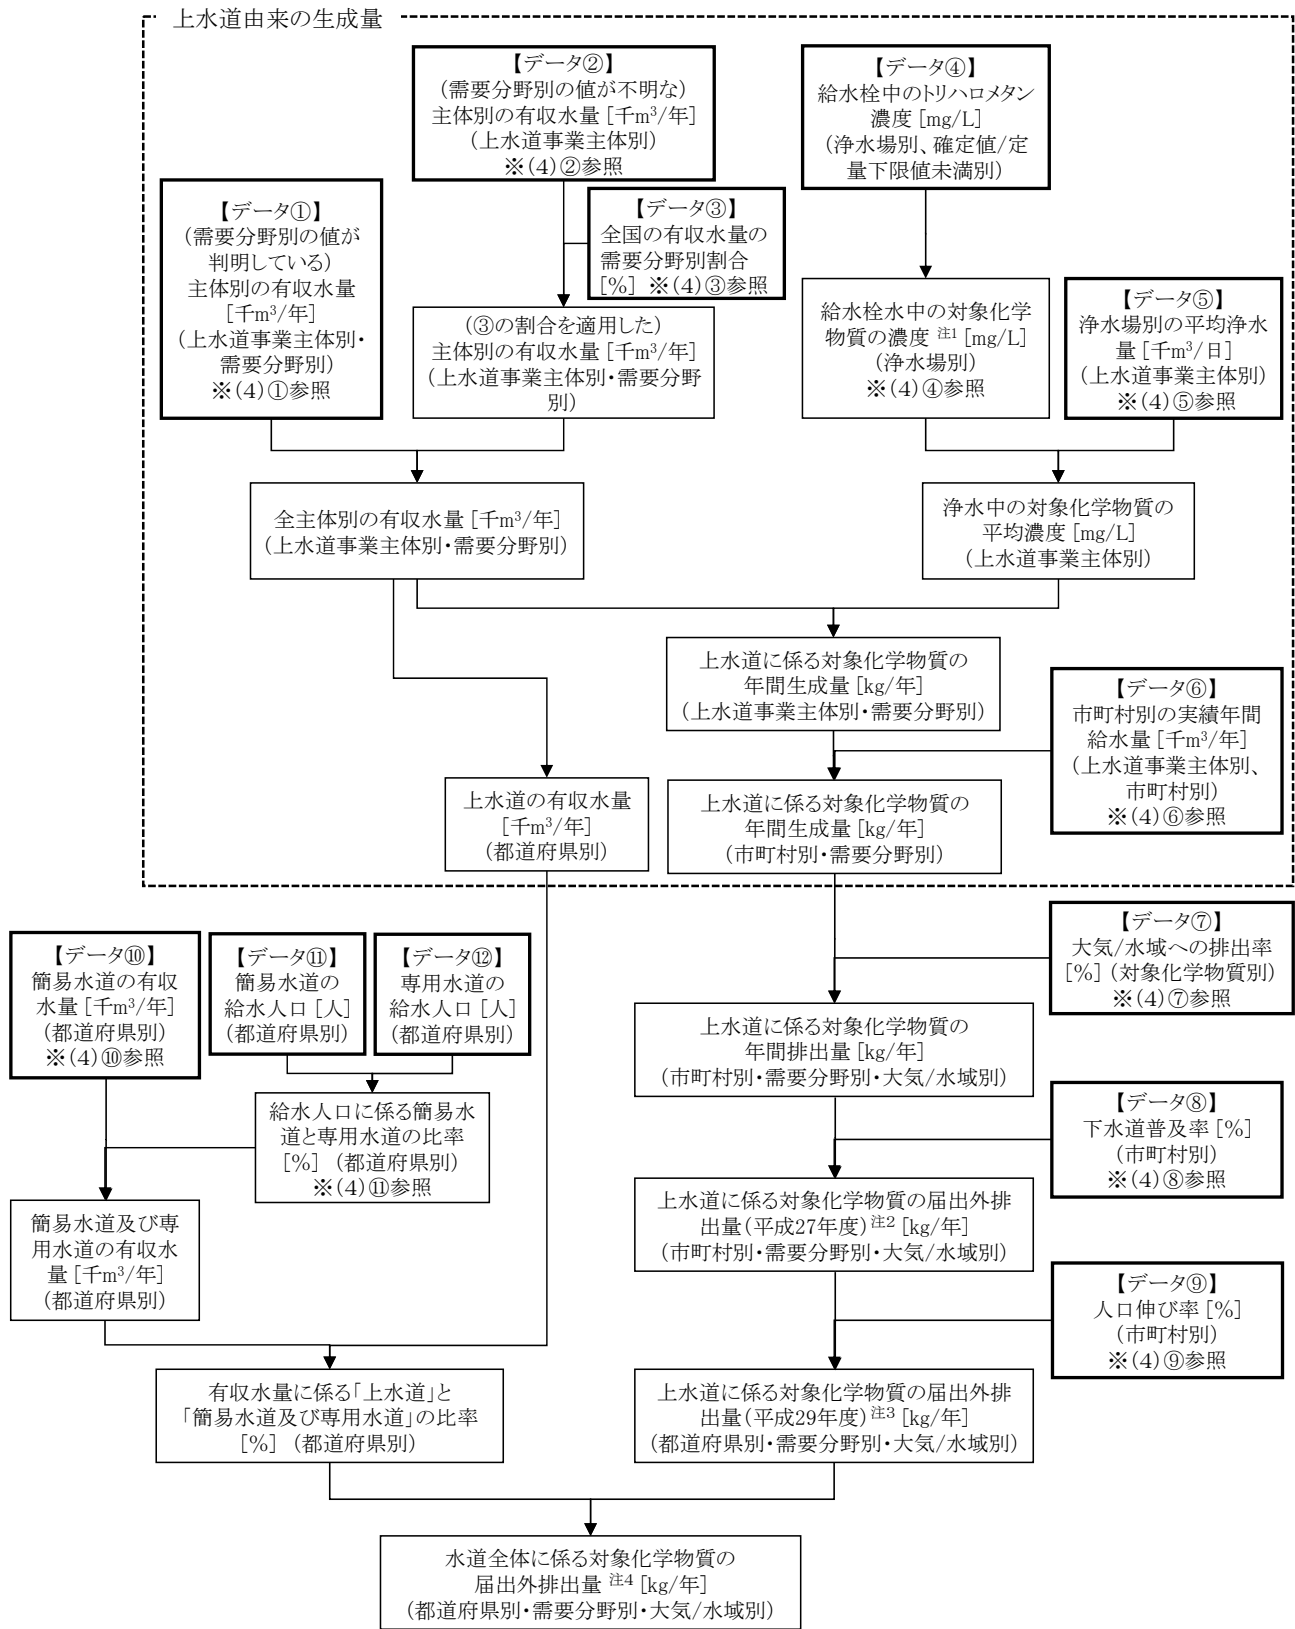 上水道由来の生成量
【データ②】
(需要分野別の値が不明な)
主体別の有収水量[千m³/年]
(上水道事業主体別)
※(4)②参照
【データ④】
給水栓中のトリハロメタン
濃度[mg/L]
(浄水場別、確定値/定
量下限値未満別)
【データ①】
(需要分野別の値が
判明している)
主体別の有収水量
[千m³/年]
(上水道事業主体別・
需要分野別)
※(4)①参照
【データ③】
全国の有収水量の
需要分野別割合
[%] ※(4)③参照
(③の割合を適用した)
主体別の有収水量[千m³/年]
(上水道事業主体別・需要分野
別)
給水栓水中の対象化学
物質の濃度 注1 [mg/L]
(浄水場別)
※(4)④参照
【データ⑤】
浄水場別の平均浄水
量[千m³/日]
(上水道事業主体別)
※(4)⑤参照
全主体別の有収水量[千m³/年]
(上水道事業主体別・需要分野別)
浄水中の対象化学物質の
平均濃度[mg/L]
(上水道事業主体別)
上水道に係る対象化学物質の
年間生成量[kg/年]
(上水道事業主体別・需要分野別)
【データ⑥】
市町村別の実績年間
給水量[千m³/年]
(上水道事業主体別、
市町村別)
※(4)⑥参照
上水道の有収水量
[千m³/年]
(都道府県別)
上水道に係る対象化学物質の
年間生成量[kg/年]
(市町村別・需要分野別)
【データ⑦】
大気/水域への排出率
[%](対象化学物質別)
※(4)⑦参照
【データ⑩】
簡易水道の有収
水量[千m³/年]
(都道府県別)
※(4)⑩参照
【データ⑪】
簡易水道の
給水人口[人]
(都道府県別)
【データ⑫】
専用水道の
給水人口[人]
(都道府県別)
上水道に係る対象化学物質の
年間排出量[kg/年]
(市町村別・需要分野別・大気/水域別)
給水人口に係る簡易水
道と専用水道の比率
[%] (都道府県別)
※(4)⑪参照
【データ⑧】
下水道普及率[%]
(市町村別)
※(4)⑧参照
簡易水道及び専
用水道の有収水
量[千m³/年]
(都道府県別)
上水道に係る対象化学物質の届出外排
出量(平成27年度)注2 [kg/年]
(市町村別・需要分野別・大気/水域別)
【データ⑨】
人口伸び率[%]
(市町村別)
※(4)⑨参照
有収水量に係る「上水道」と
「簡易水道及び専用水道」の比率
[%] (都道府県別)
上水道に係る対象化学物質の届出外排
出量(平成29年度)注3 [kg/年]
(都道府県別・需要分野別・大気/水域別)
水道全体に係る対象化学物質の
届出外排出量 注4 [kg/年]
(都道府県別・需要分野別・大気/水域別)